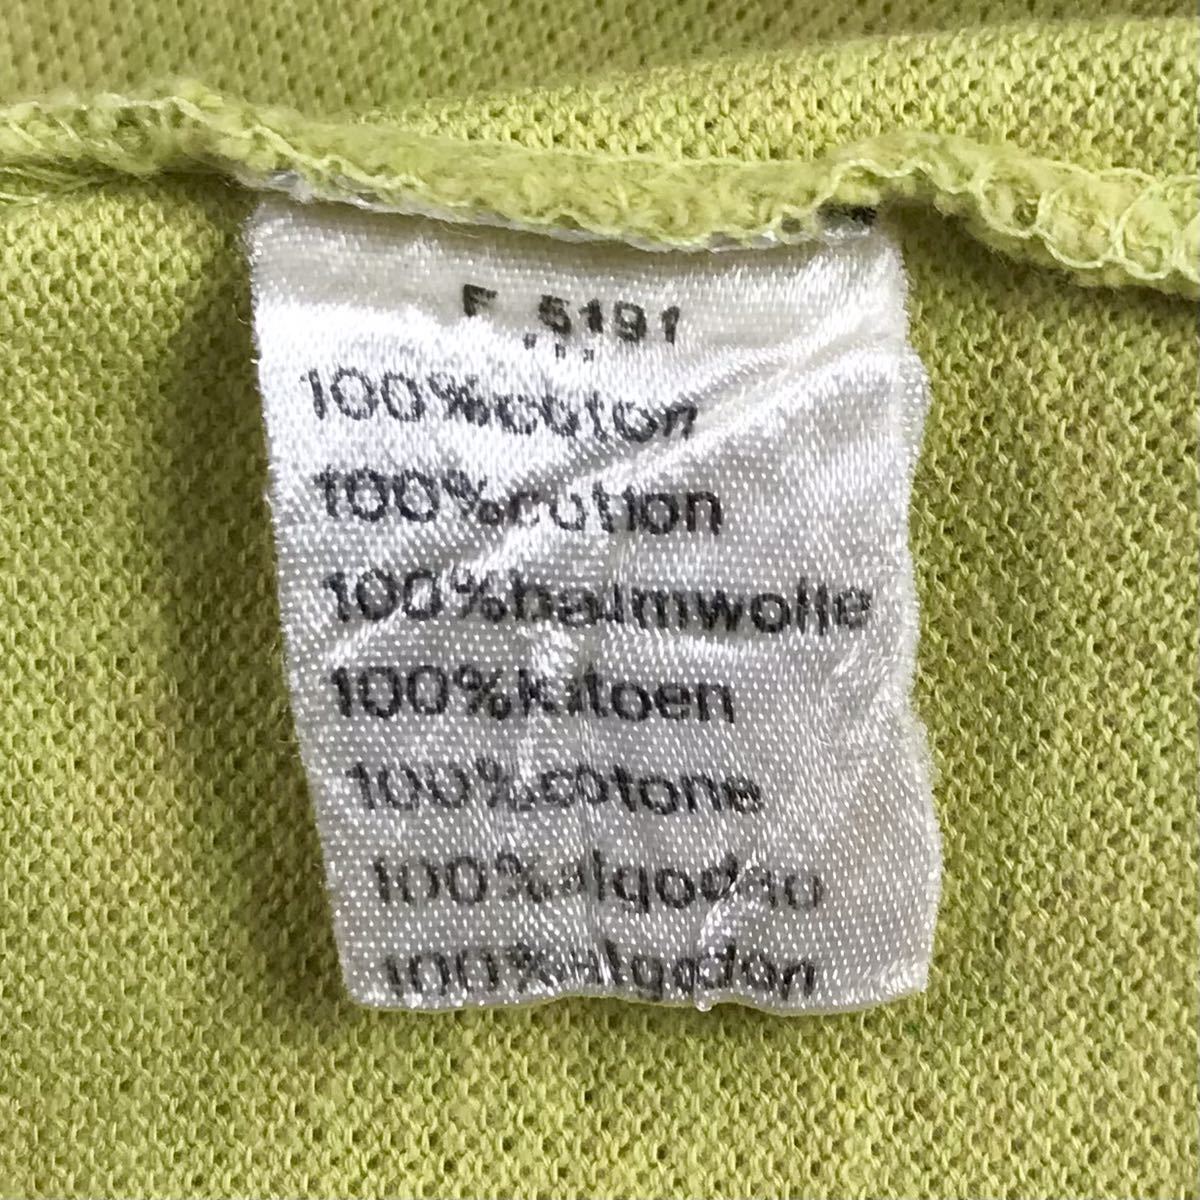 F 5191
100%coton
100%cotton
100%baumwolle
100%katoen
100%cotone
100%algodao
100%algodon